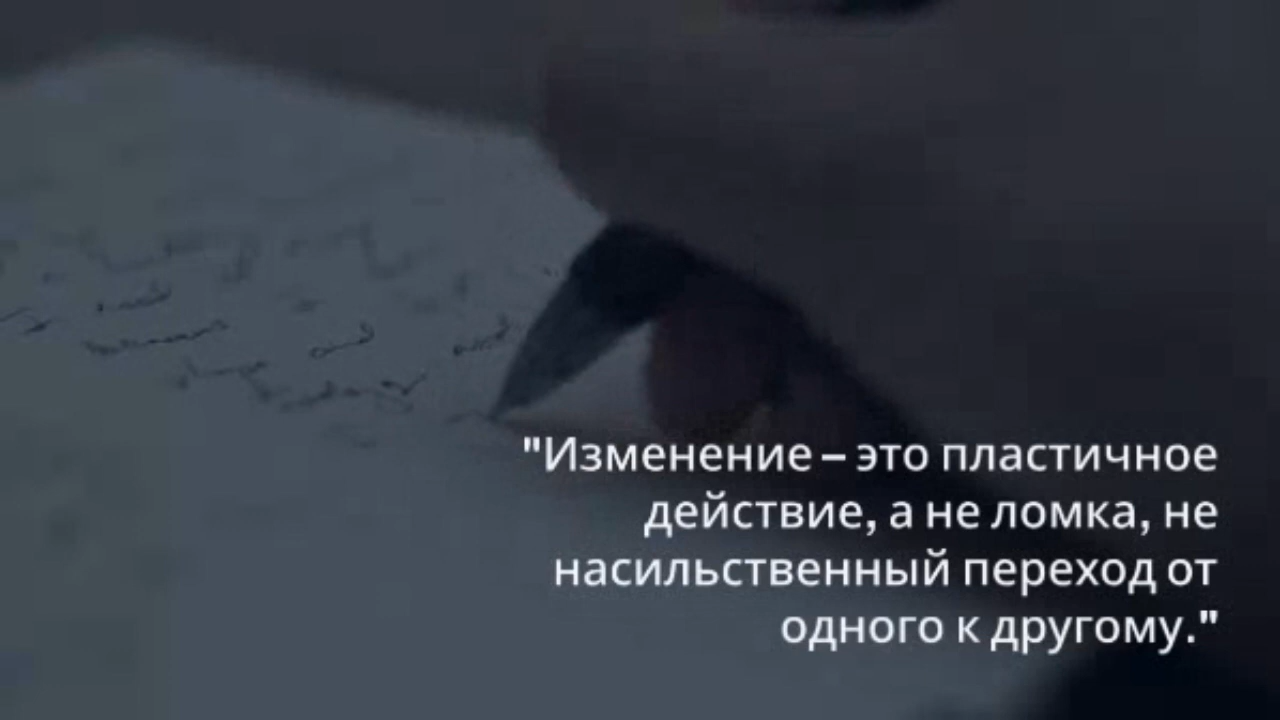 "Изменение – это пластичное
действие, а не ломка, не
насильственный переход от
одного к другому."